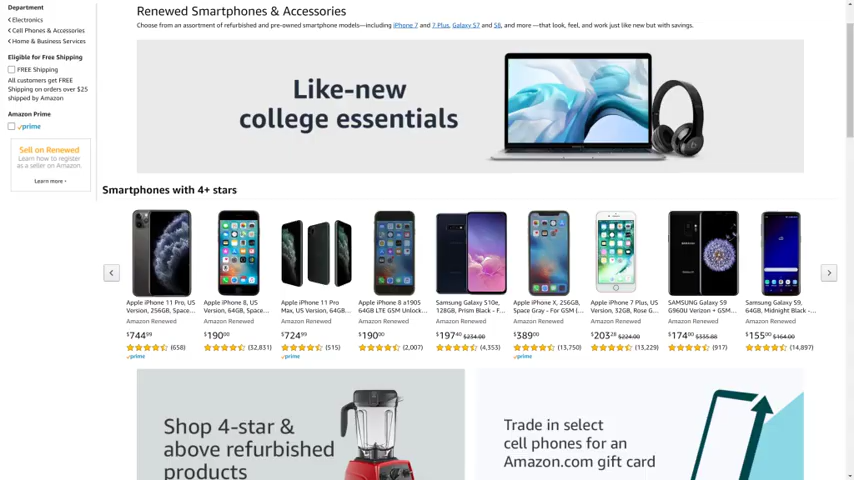 Department
Electronics
Cell Phones & Accessories
Home & Business Services
Eligible for Free Shipping
FREE Shipping
All customers get FREE
Shipping on orders over $25
shipped by Amazon
Amazon Prime
prime
Sell on Renewed
Learn how to register
as a seller on Amazon.
Learn more
Renewed Smartphones & Accessories
Choose from an assortment of refurbished and pre-owned smartphone models—including iPhone 7 and 7 Plus, Galaxy S7 and S8, and more —that look, feel, and work just like new but with savings.
Like-new
college essentials
Smartphones with 4+ stars
Apple iPhone 11 Pro, US
Version, 256GB, Space...
Amazon Renewed
$744.99
(658)
prime
Apple iPhone 8, US
Version, 64GB, Space...
Amazon Renewed
$190.00
(32,831)
Apple iPhone 11 Pro
Max, US Version, 64GB...
Amazon Renewed
$724.99
(515)
prime
Apple iPhone 8 a1905
64GB LTE GSM Unlock...
Amazon Renewed
$190.00
(2,007)
Samsung Galaxy S10e,
128GB, Prism Black - F...
Amazon Renewed
$197.40 $234.00
(4,353)
Apple iPhone X, 256GB,
Space Gray - For GSM (...
Amazon Renewed
$389.00
(13,750)
prime
Apple iPhone 7 Plus, US
Version, 32GB, Rose G...
Amazon Renewed
$203.28 $224.00
(13,229)
SAMSUNG Galaxy S9
G960U Verizon + GSM...
Amazon Renewed
$174.00 $335.88
(917)
Samsung Galaxy S9,
64GB, Midnight Black -...
Amazon Renewed
$155.00 $164.00
(14,897)
Shop 4-star &
above refurbished
products
Trade in select
cell phones for an
Amazon.com gift card